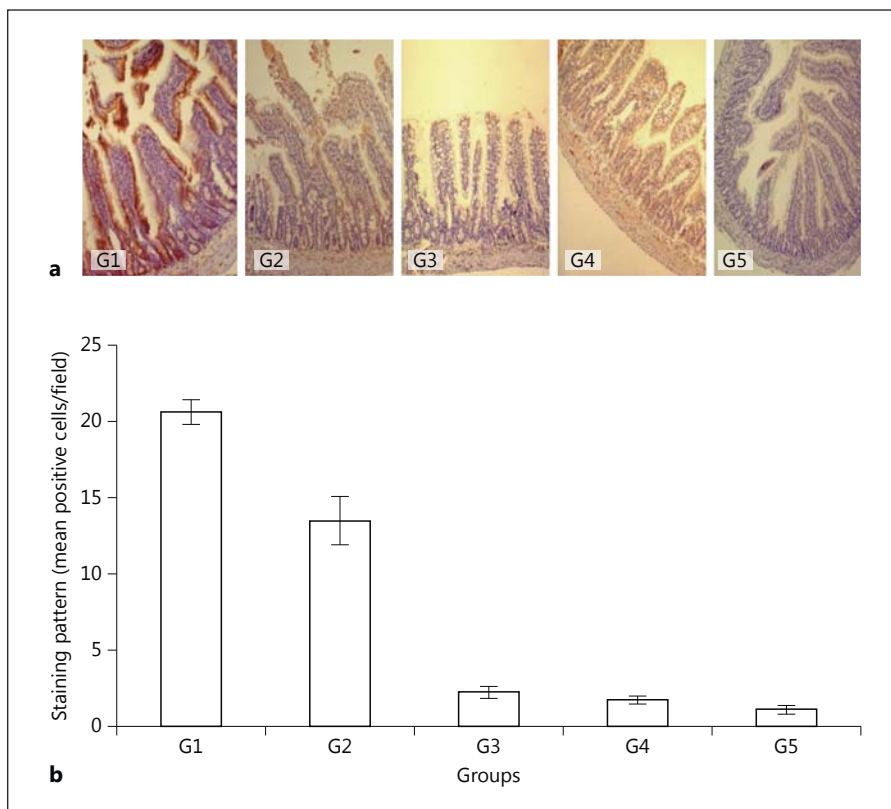 a
G1 G2 G3 G4 G5
25
20
15
10
5
0
Staining pattern (mean positive cells/field)
G1 G2 G3 G4 G5
b
Groups